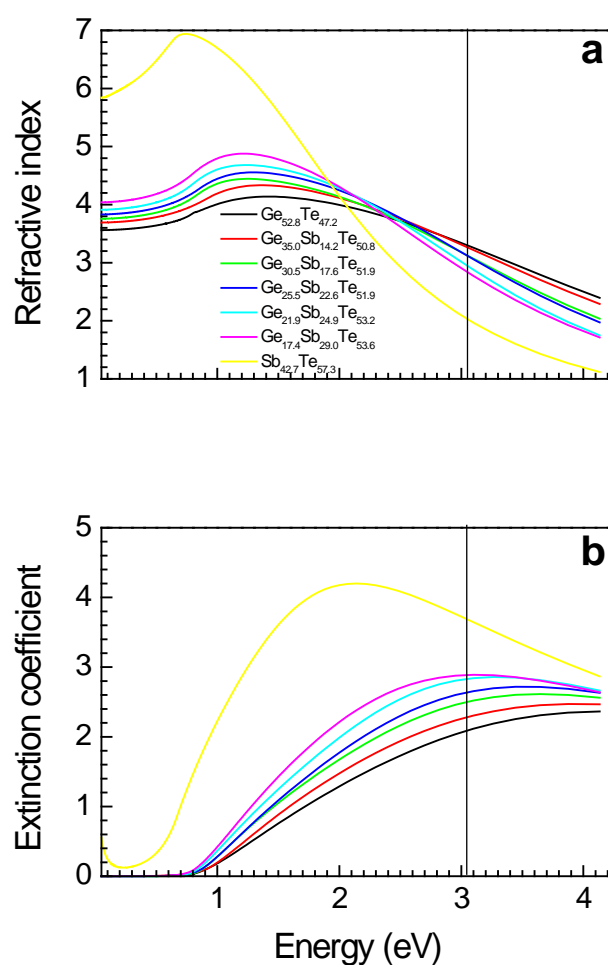 a
7
6
5
4
3
2
1
Refractive index
Ge52.8Te47.2
Ge35.0Sb14.2Te50.8
Ge30.5Sb17.6Te51.9
Ge25.5Sb22.6Te51.9
Ge21.9Sb24.9Te53.2
Ge17.4Sb29.0Te53.6
Sb42.7Te57.3
b
5
4
3
2
1
0
Extinction coefficient
1 2 3 4
Energy (eV)